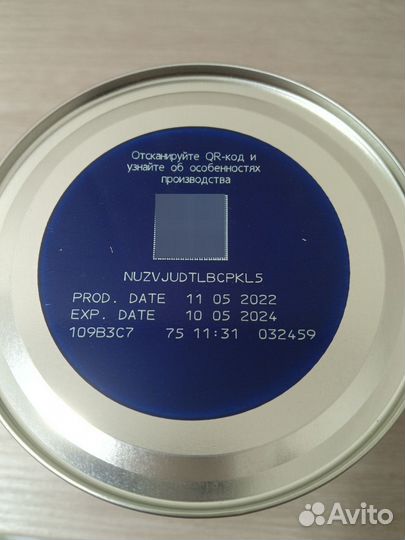 Отсканируйте QR-код и
узнайте об особенностях
производства
NUZVJUDTLBCPKL5
PROD. DATE 11 05 2022
EXP. DATE 10 05 2024
109B3C7 75 11:31 032459
Avito